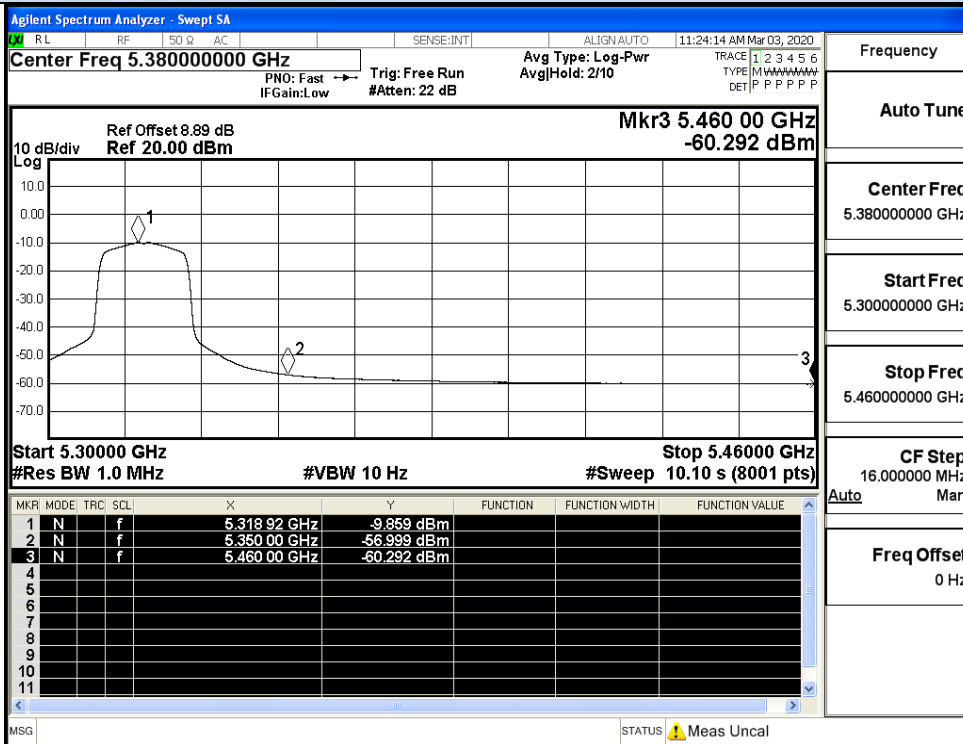 Agilent Spectrum Analyzer - Swept SA
LXI RL RF 50 Ω AC SENSE:INT ALIGNAUTO 11:24:14 AM Mar 03, 2020
Center Freq 5.380000000 GHz
PNO: Fast
IFGain:Low
Trig: Free Run
#Atten: 22 dB
Avg Type: Log-Pwr
Avg|Hold: 2/10
TRACE 1 2 3 4 5 6
TYPE M WWWWW
DET P P P P P P
Mkr3 5.460 00 GHz
-60.292 dBm
Ref Offset 8.89 dB
10 dB/div Ref 20.00 dBm
Log
10.0
0.00
-10.0
-20.0
-30.0
-40.0
-50.0
-60.0
-70.0
1
2
3
Start 5.30000 GHz Stop 5.46000 GHz
#Res BW 1.0 MHz #VBW 10 Hz #Sweep 10.10 s (8001 pts)
MKR MODE TRC SCL X Y FUNCTION FUNCTION WIDTH FUNCTION VALUE
1 N f 5.318 92 GHz -9.859 dBm
2 N f 5.350 00 GHz -56.999 dBm
3 N f 5.460 00 GHz -60.292 dBm
4
5
6
7
8
9
10
11
MSG STATUS Meas Uncal
Frequency
Auto Tune
Center Freq
5.380000000 GHz
Start Freq
5.300000000 GHz
Stop Freq
5.460000000 GHz
CF Step
16.000000 MHz
Auto Man
Freq Offset
0 Hz